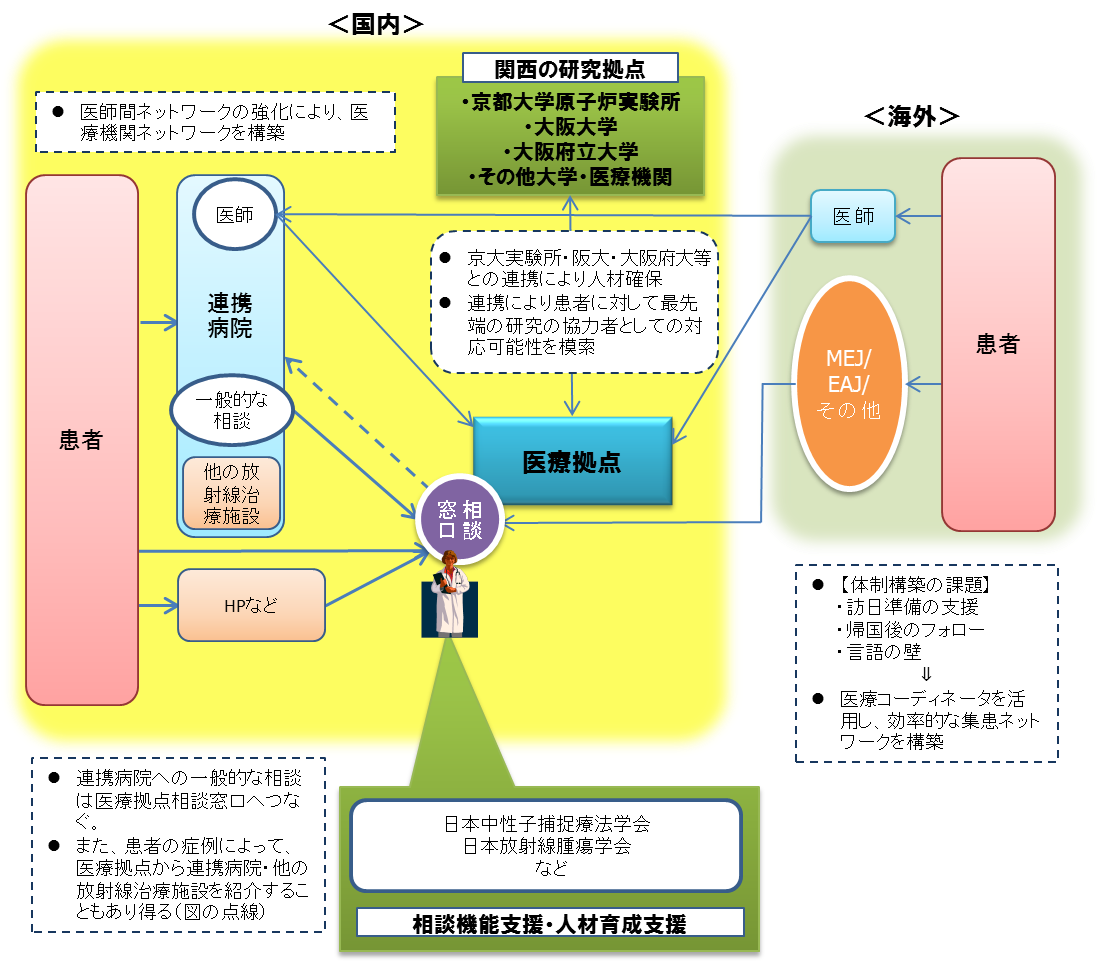 ＜国内＞
関西の研究拠点
・京都大学原子炉実験所
・大阪大学
・大阪府立大学
・その他大学・医療機関
● 医師間ネットワークの強化により、医
療機関ネットワークを構築
＜海外＞
患者
医師
連携
病院
一般的な
相談
他の放
射線治
療施設
HPなど
● 京大実験所・阪大・大阪府大等
との連携により人材確保
● 連携により患者に対して最先
端の研究の協力者としての対
応可能性を模索
医療拠点
相談
窓口
医師
MEJ/
EAJ/
その他
患者
● 【体制構築の課題】
・訪日準備の支援
・帰国後のフォロー
・言語の壁
⇓
● 医療コーディネータを活
用し、効率的な集患ネット
ワークを構築
● 連携病院への一般的な相談
は医療拠点相談窓口へつな
ぐ。
● また、患者の症例によって、
医療拠点から連携病院・他の
放射線治療施設を紹介するこ
ともあり得る（図の点線）
日本中性子捕捉療法学会
日本放射線腫瘍学会
など
相談機能支援・人材育成支援